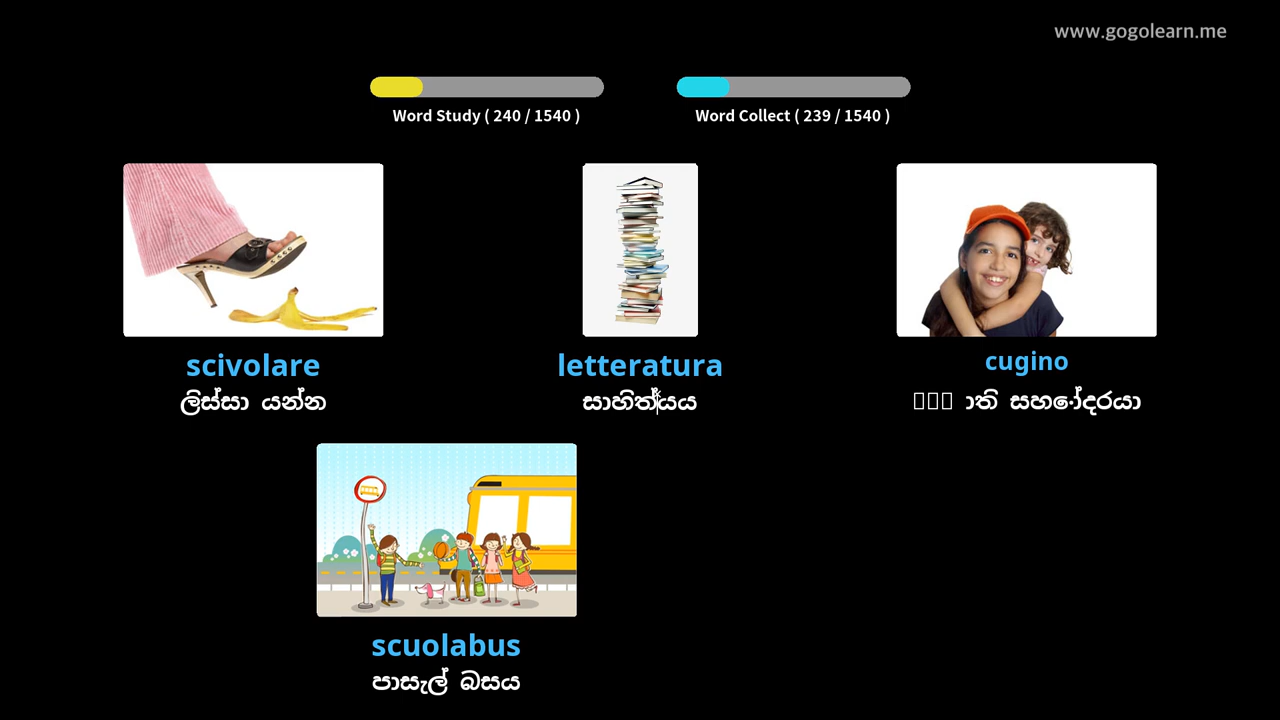 www.gogolearn.me
Word Study ( 240 / 1540 )
Word Collect ( 239 / 1540 )
scivolare
ලිස්සා යන්න
letteratura
සාහිත්‍යය
cugino
සහෝදරයා
scuolabus
පාසැල් බසය